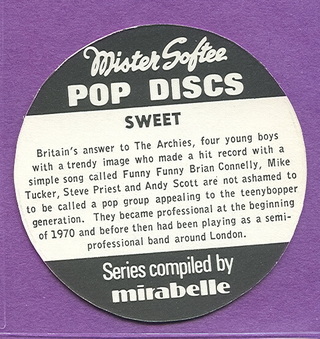 Mister Softee
POP DISCS
SWEET
Britain's answer to The Archies, four young boys
with a trendy image who made a hit record with a
simple song called Funny Funny Brian Connelly, Mike
Tucker, Steve Priest and Andy Scott are not ashamed to
to be called a pop group appealing to the teenybopper
generation. They became professional at the beginning
of 1970 and before then had been playing as a semi-
professional band around London.
Series compiled by
mirabelle